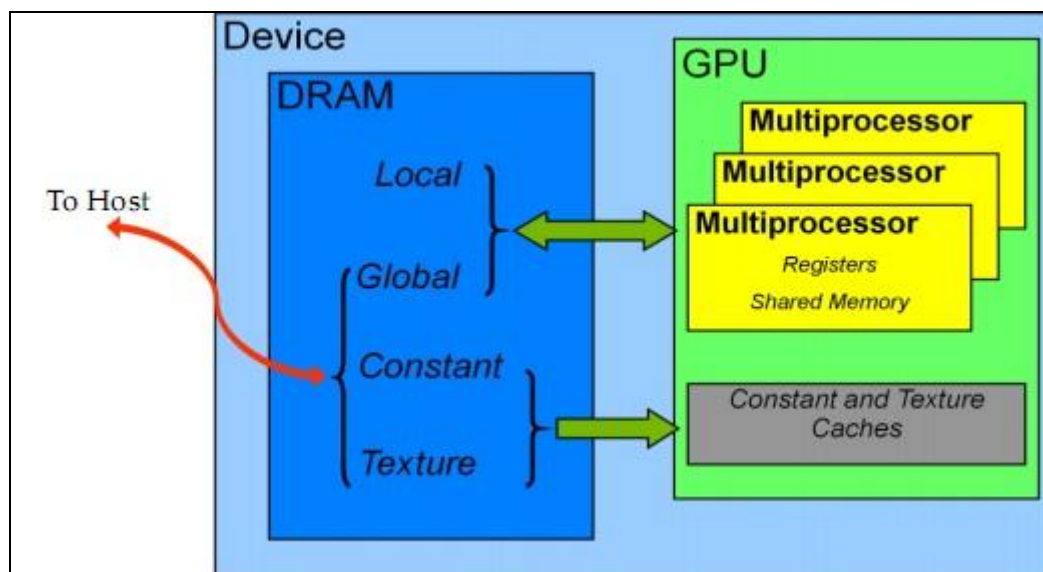 Device
DRAM
Local
Global
Constant
Texture
To Host
GPU
Multiprocessor
Multiprocessor
Multiprocessor
Registers
Shared Memory
Constant and Texture
Caches